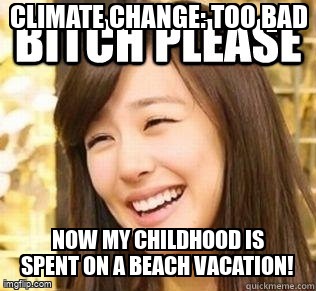 CLIMATE CHANGE: TOO BAD
BITCH PLEASE
NOW MY CHILDHOOD IS
SPENT ON A BEACH VACATION!
imgflip.com
quickmeme.com